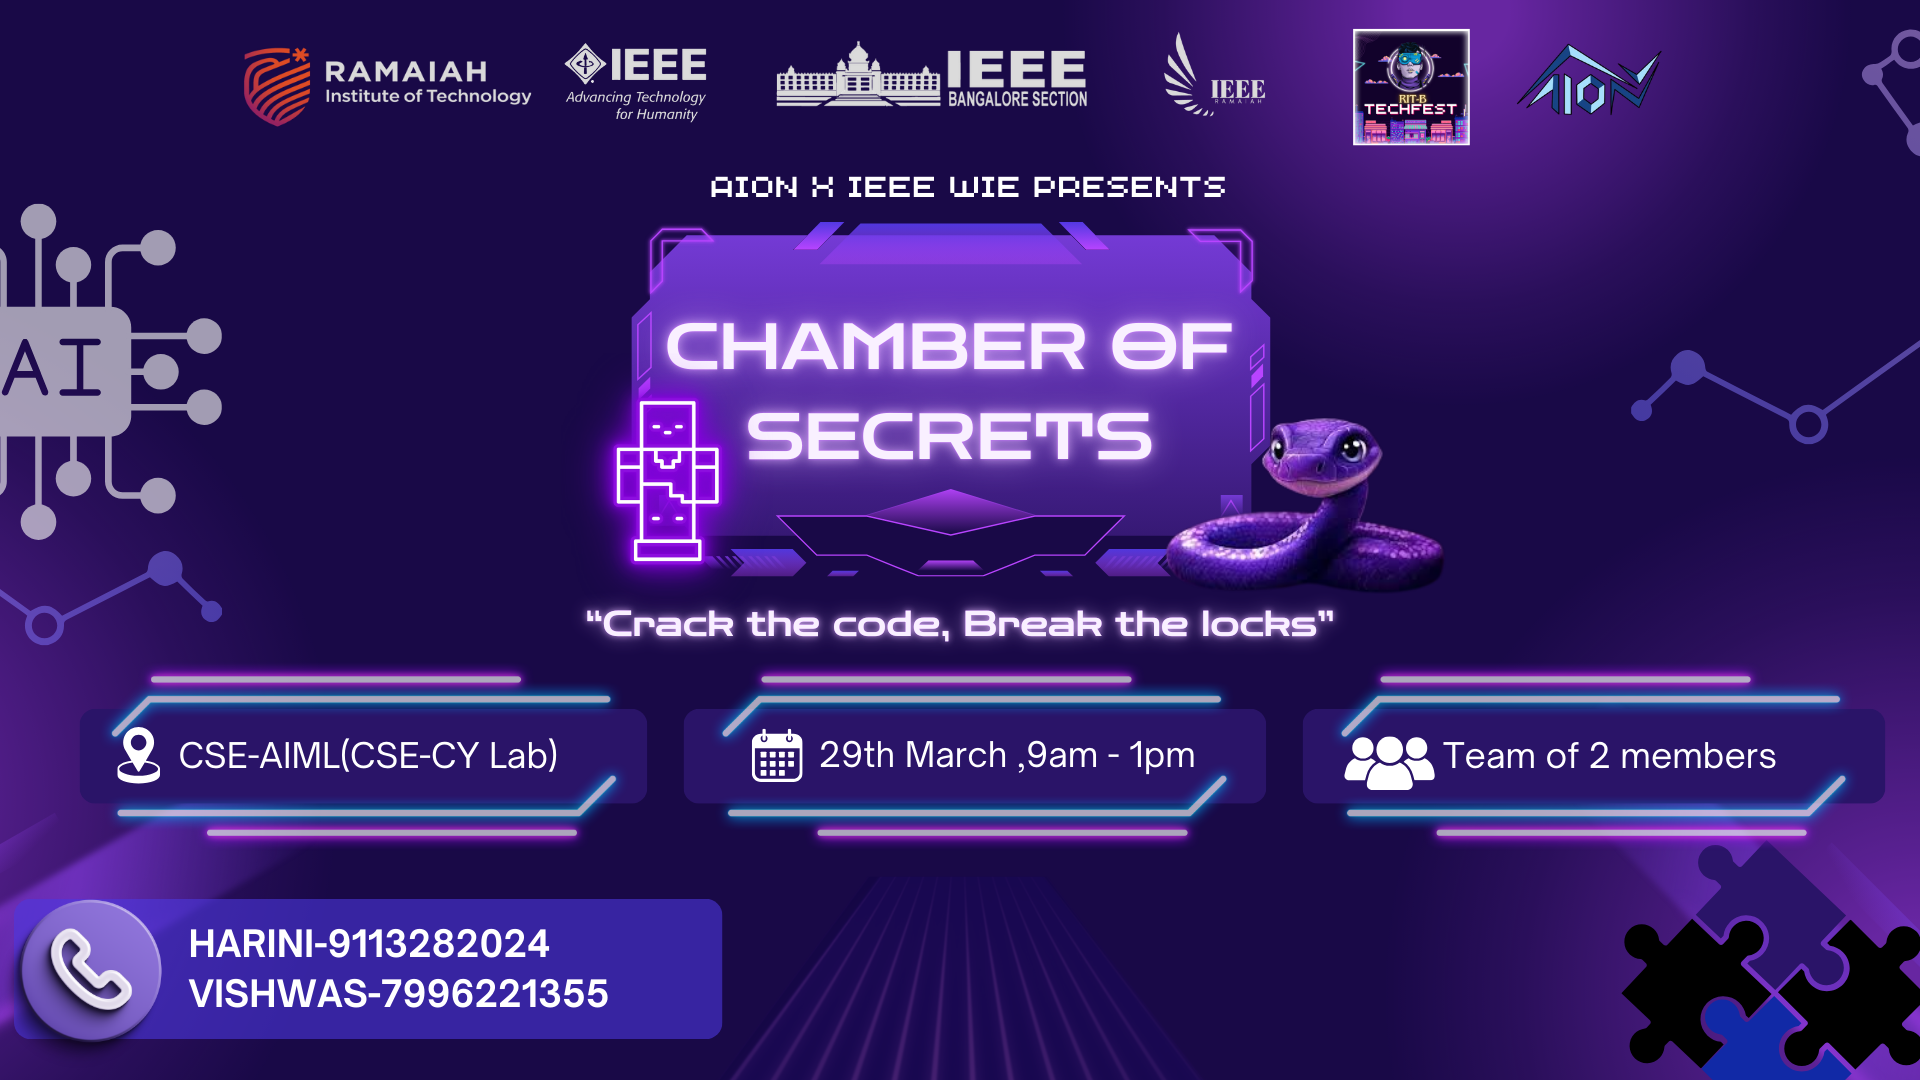 RAMAIAH
Institute of Technology
IEEE
Advancing Technology
for Humanity
IEEE
BANGALORE SECTION
IEEE
RAMAIAH
RIT-B
TECHFEST
AION
AION X IEEE WIE PRESENTS
CHAMBER OF
SECRETS
“Crack the code, Break the locks”
AI
CSE-AIML(CSE-CY Lab)
29th March ,9am - 1pm
Team of 2 members
HARINI-9113282024
VISHWAS-7996221355